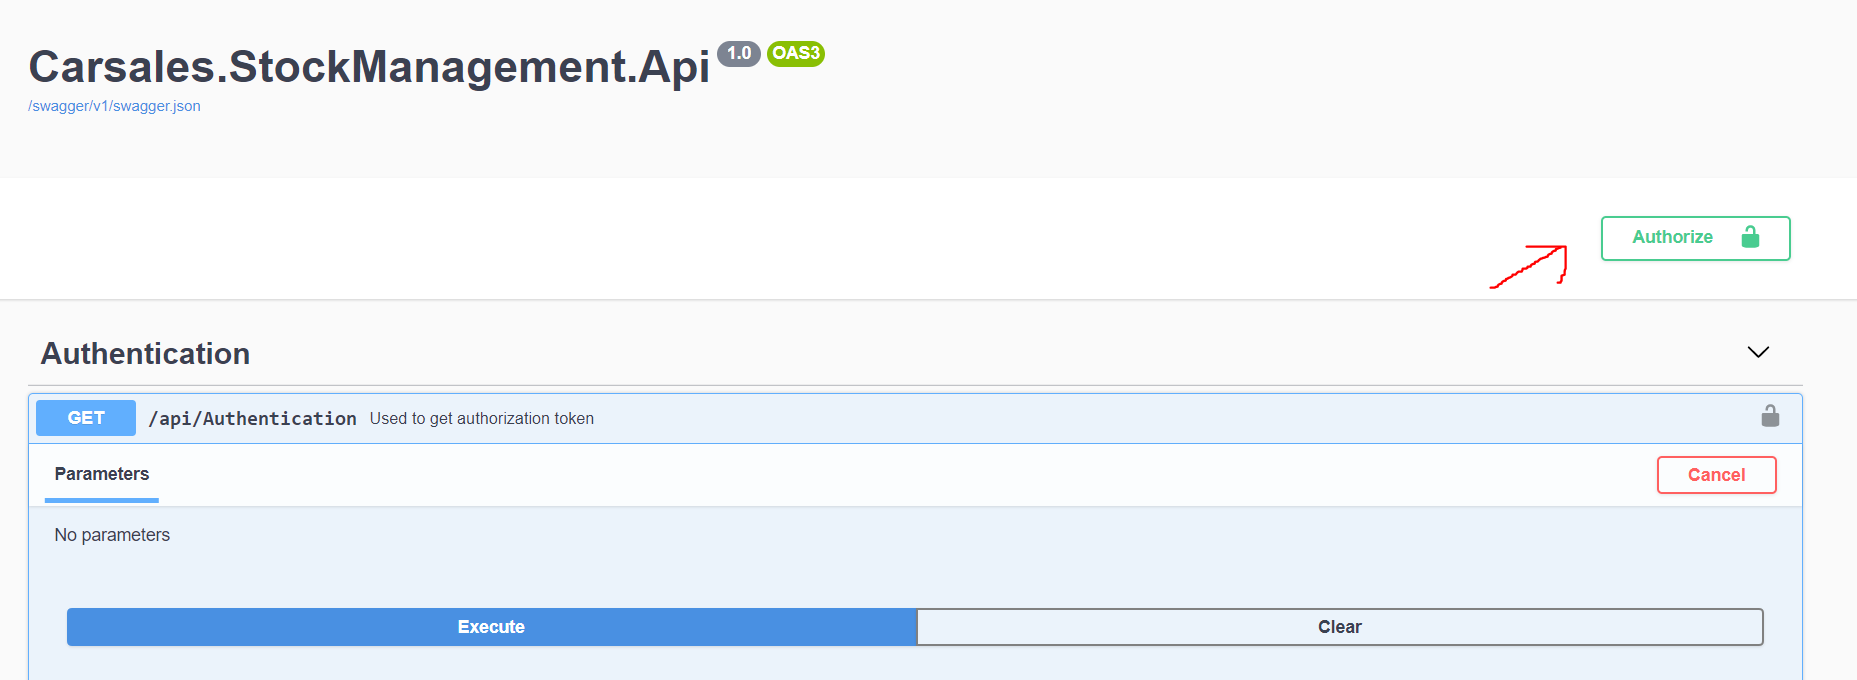 Carsales.StockManagement.Api 1.0 OAS3
/swagger/v1/swagger.json
Authorize
Authentication
GET /api/Authentication Used to get authorization token
Parameters Cancel
No parameters
Execute Clear